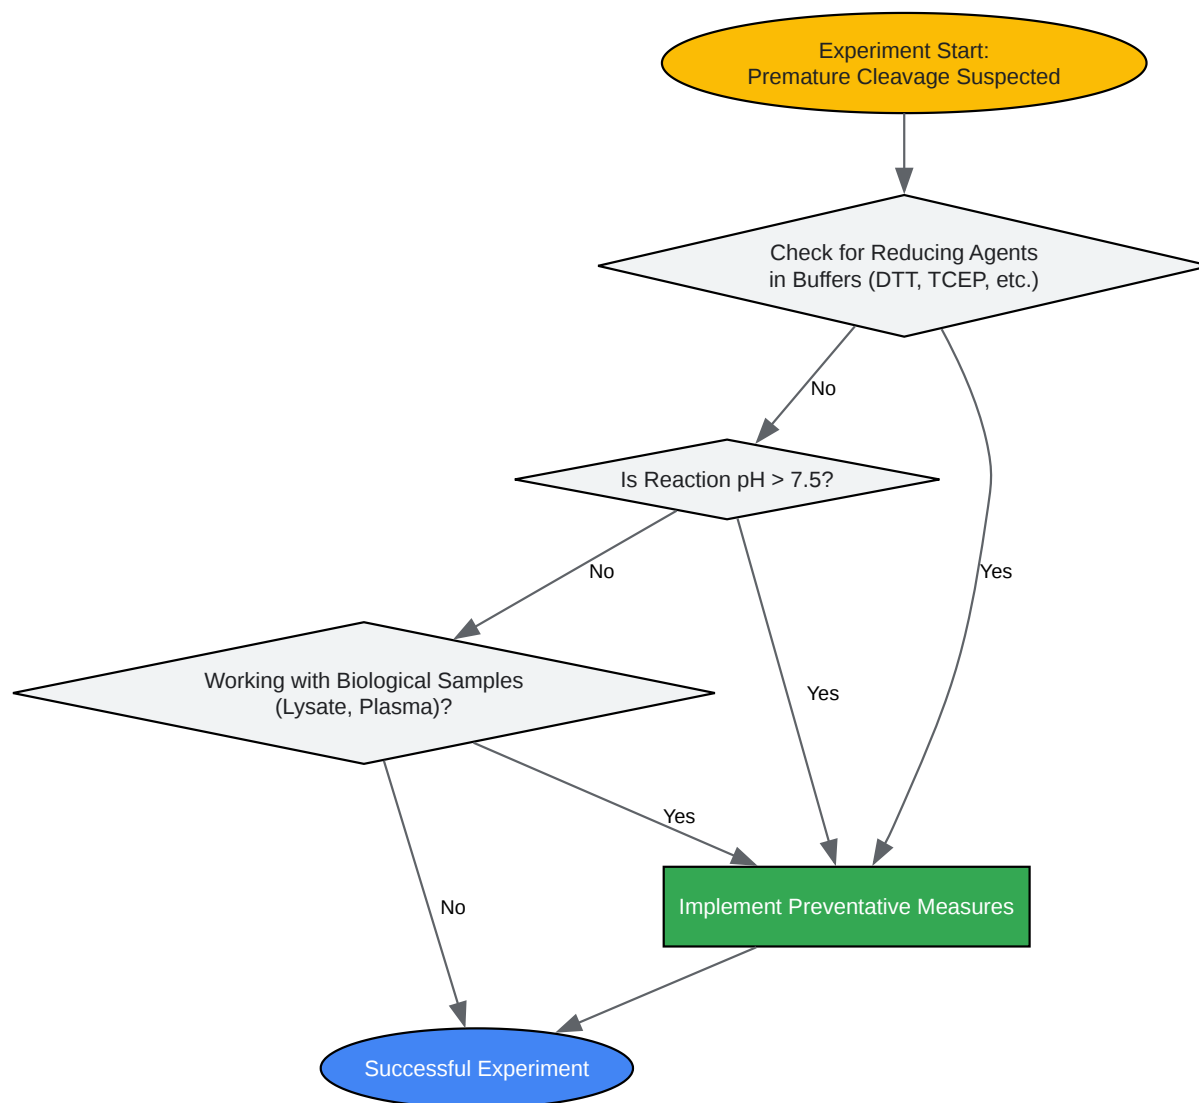 Experiment Start:
Premature Cleavage Suspected
Check for Reducing Agents
in Buffers (DTT, TCEP, etc.)
No
Is Reaction pH > 7.5?
No
Yes
Working with Biological Samples
(Lysate, Plasma)?
Yes
Yes
No
Implement Preventative Measures
Successful Experiment